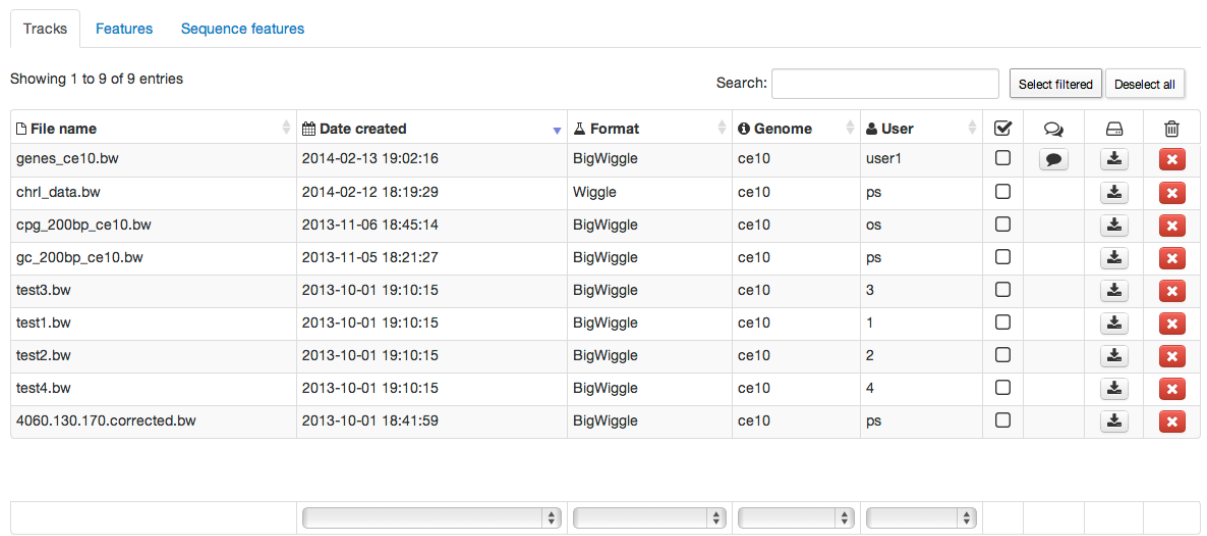 Tracks Features Sequence features
Showing 1 to 9 of 9 entries Search: Select filtered Deselect all
File name Date created Format Genome User
genes_ce10.bw 2014-02-13 19:02:16 BigWiggle ce10 user1
chrI_data.bw 2014-02-12 18:19:29 Wiggle ce10 ps
cpg_200bp_ce10.bw 2013-11-06 18:45:14 BigWiggle ce10 os
gc_200bp_ce10.bw 2013-11-05 18:21:27 BigWiggle ce10 ps
test3.bw 2013-10-01 19:10:15 BigWiggle ce10 3
test1.bw 2013-10-01 19:10:15 BigWiggle ce10 1
test2.bw 2013-10-01 19:10:15 BigWiggle ce10 2
test4.bw 2013-10-01 19:10:15 BigWiggle ce10 4
4060.130.170.corrected.bw 2013-10-01 18:41:59 BigWiggle ce10 ps